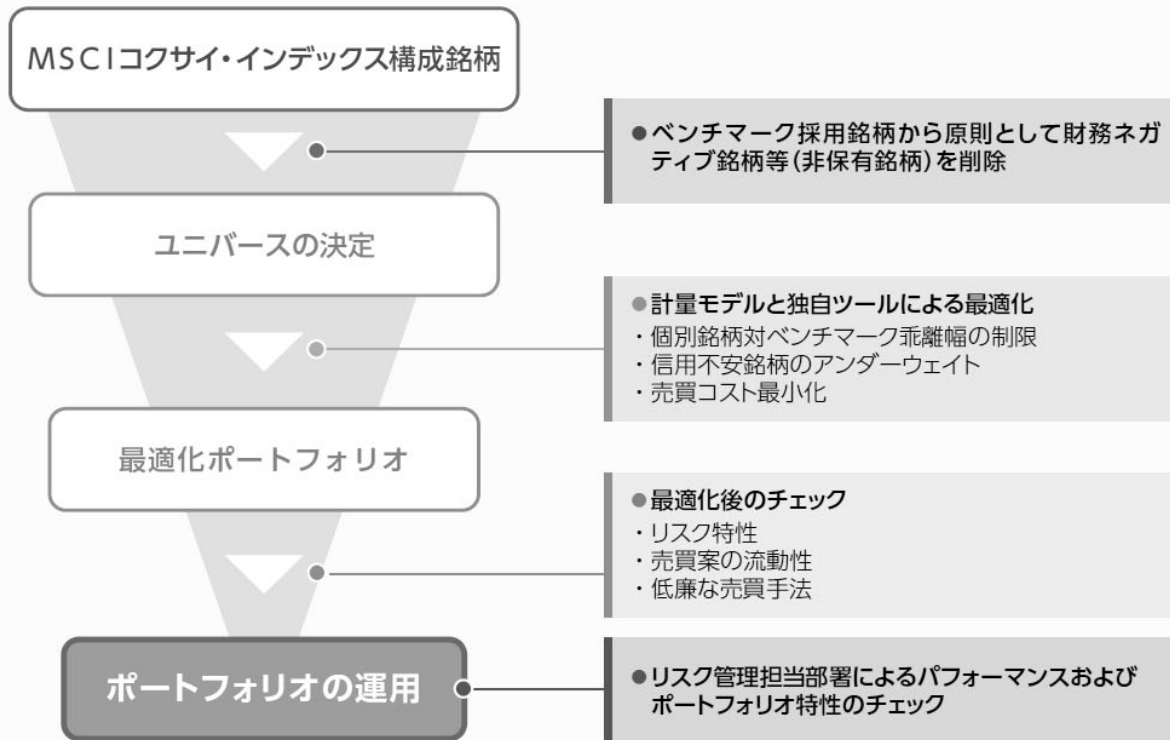 MSCIコクサイ・インデックス構成銘柄
●ベンチマーク採用銘柄から原則として財務ネガ
ティブ銘柄等(非保有銘柄)を削除
ユニバースの決定
●計量モデルと独自ツールによる最適化
・個別銘柄対ベンチマーク乖離幅の制限
・信用不安銘柄のアンダーウェイト
・売買コスト最小化
最適化ポートフォリオ
●最適化後のチェック
・リスク特性
・売買案の流動性
・低廉な売買手法
ポートフォリオの運用
●リスク管理担当部署によるパフォーマンスおよび
ポートフォリオ特性のチェック